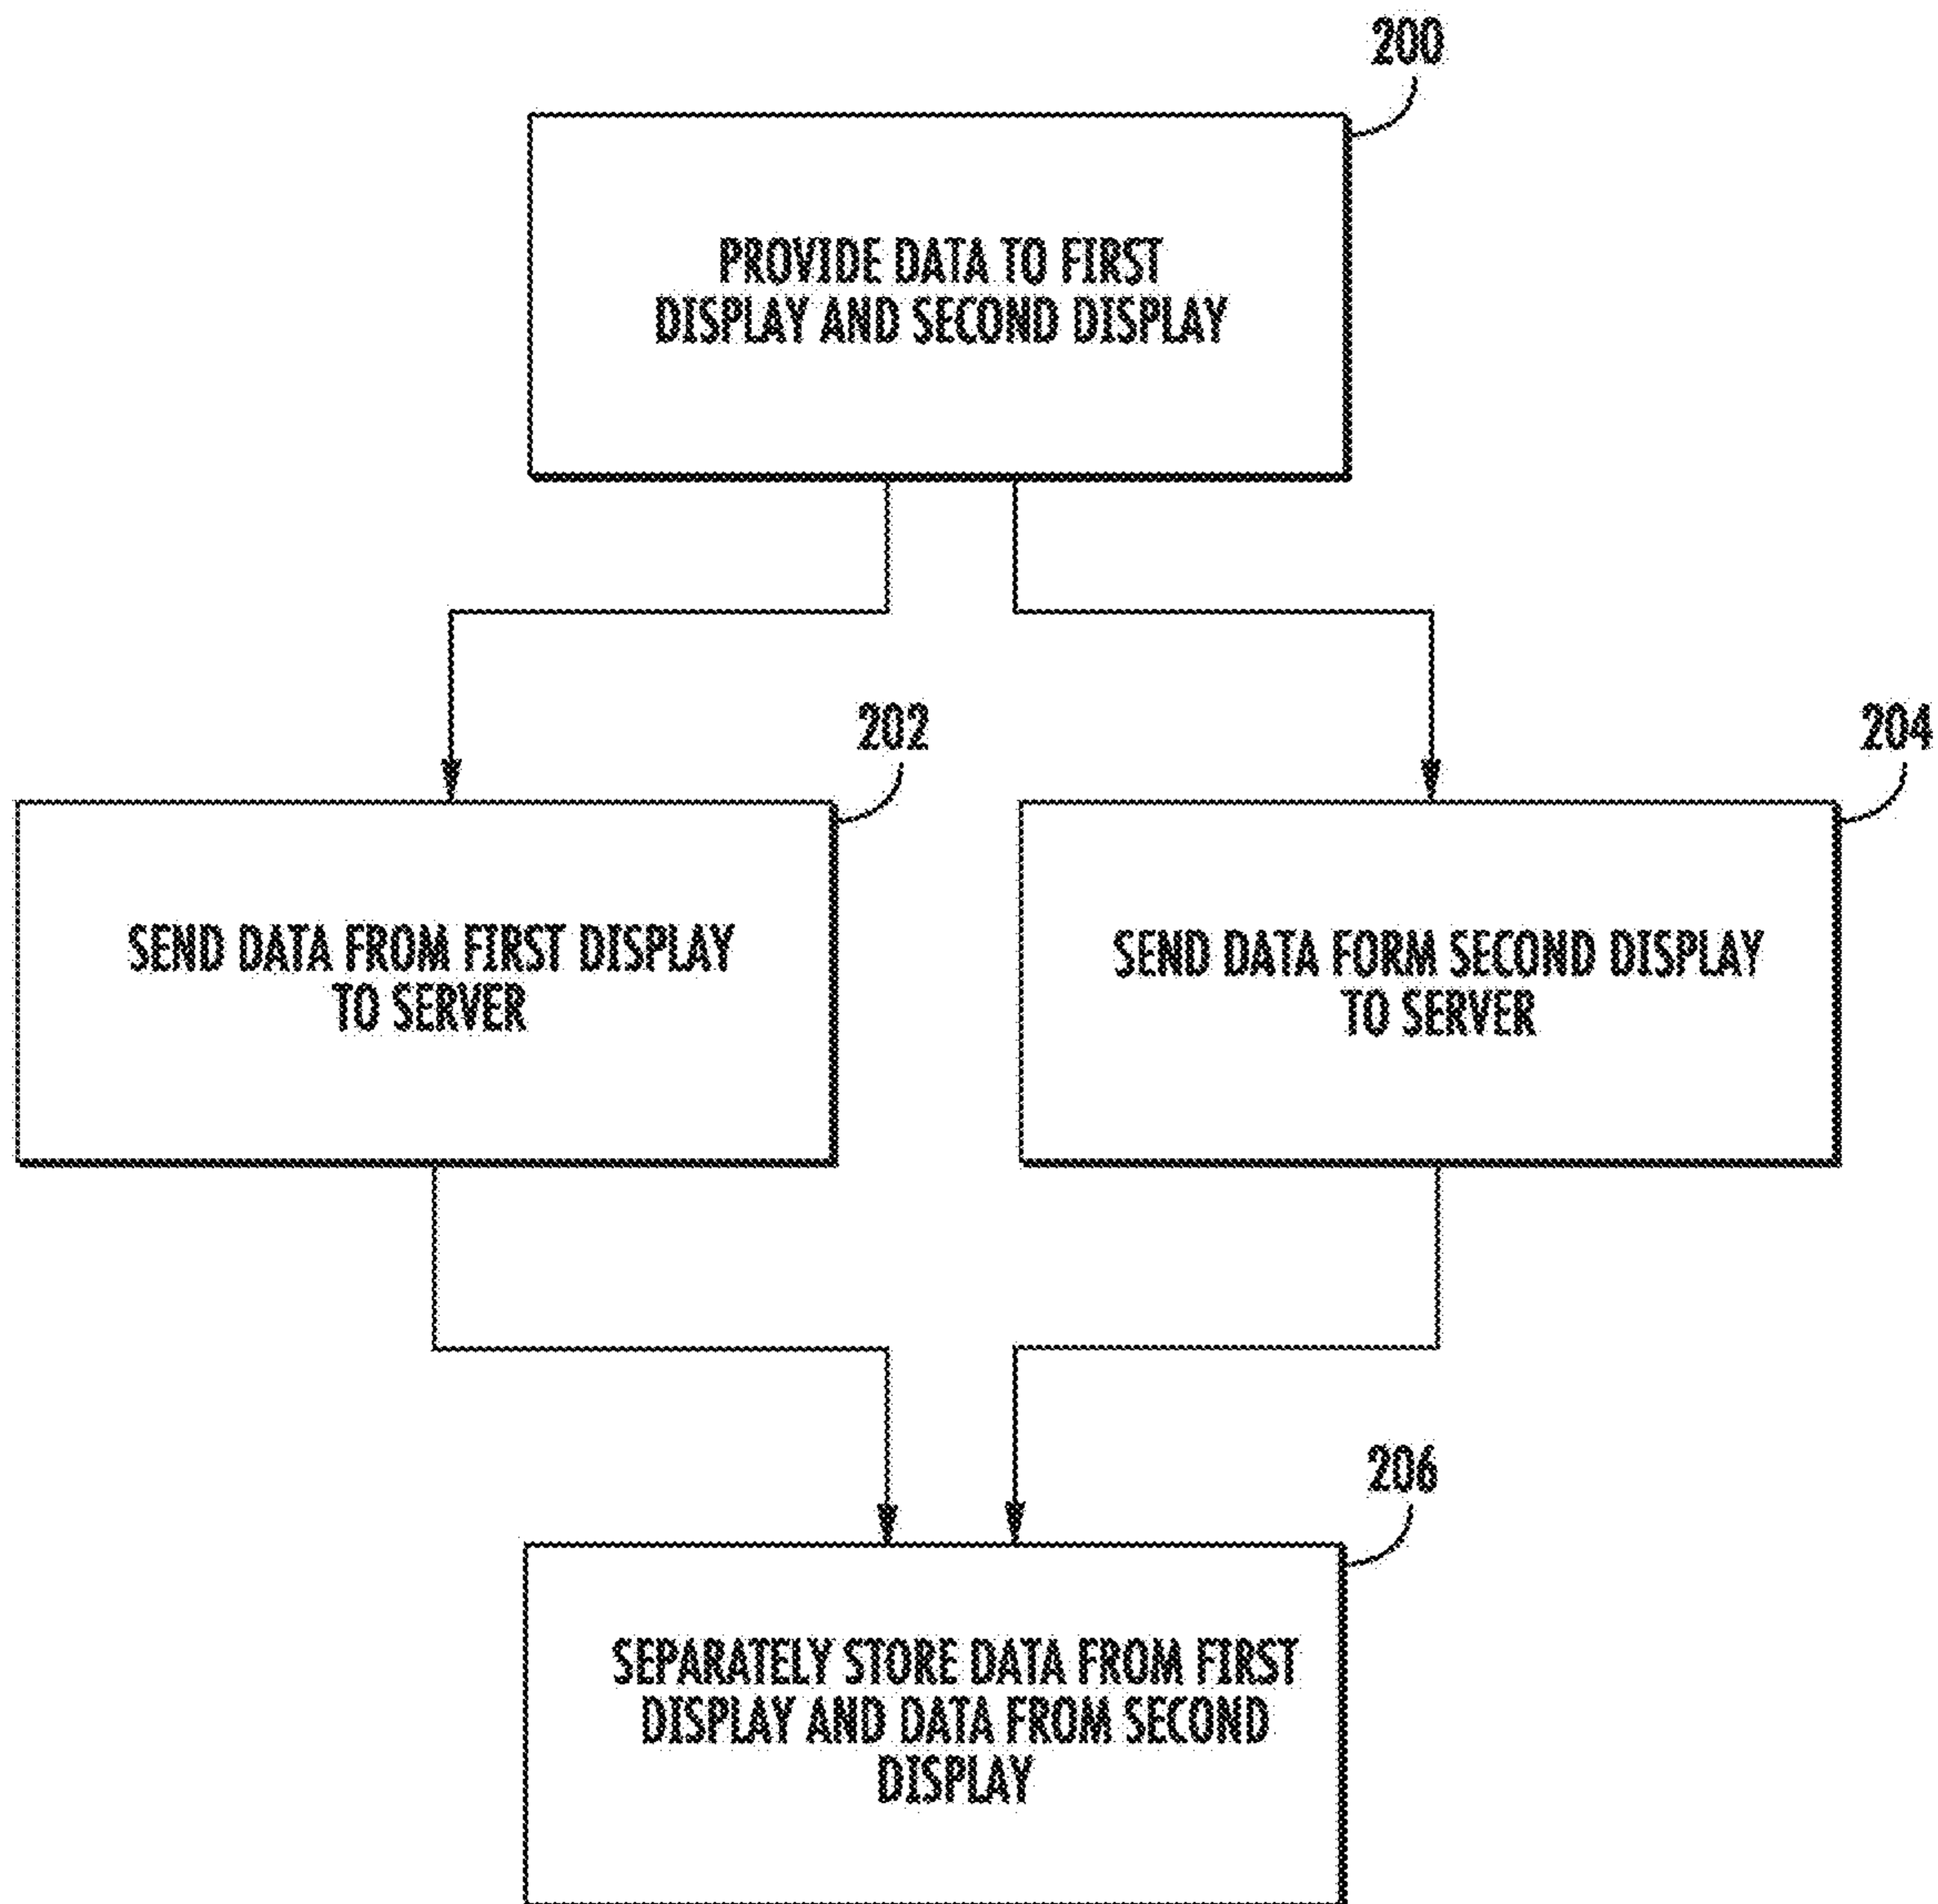 200
PROVIDE DATA TO FIRST
DISPLAY AND SECOND DISPLAY
202
204
SEND DATA FROM FIRST DISPLAY
TO SERVER
SEND DATA FORM SECOND DISPLAY
TO SERVER
206
SEPARATELY STORE DATA FROM FIRST
DISPLAY AND DATA FROM SECOND
DISPLAY